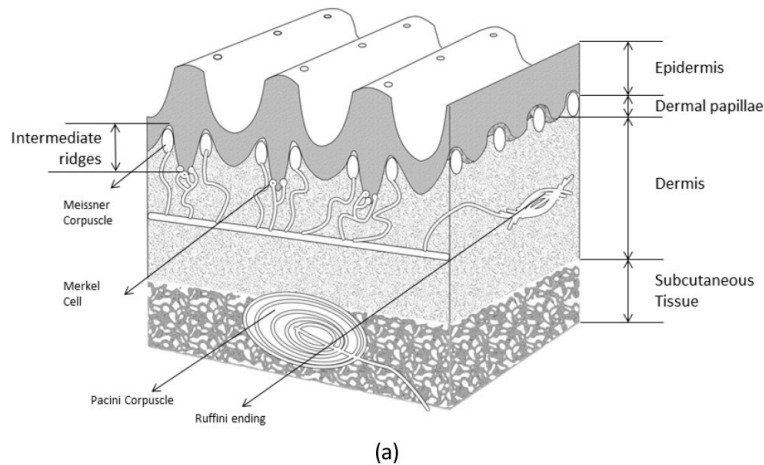 Epidermis
Dermal papillae
Intermediate
ridges
Dermis
Meissner
Corpuscle
Merkel
Cell
Subcutaneous
Tissue
Pacini Corpuscle
Ruffini ending
(a)